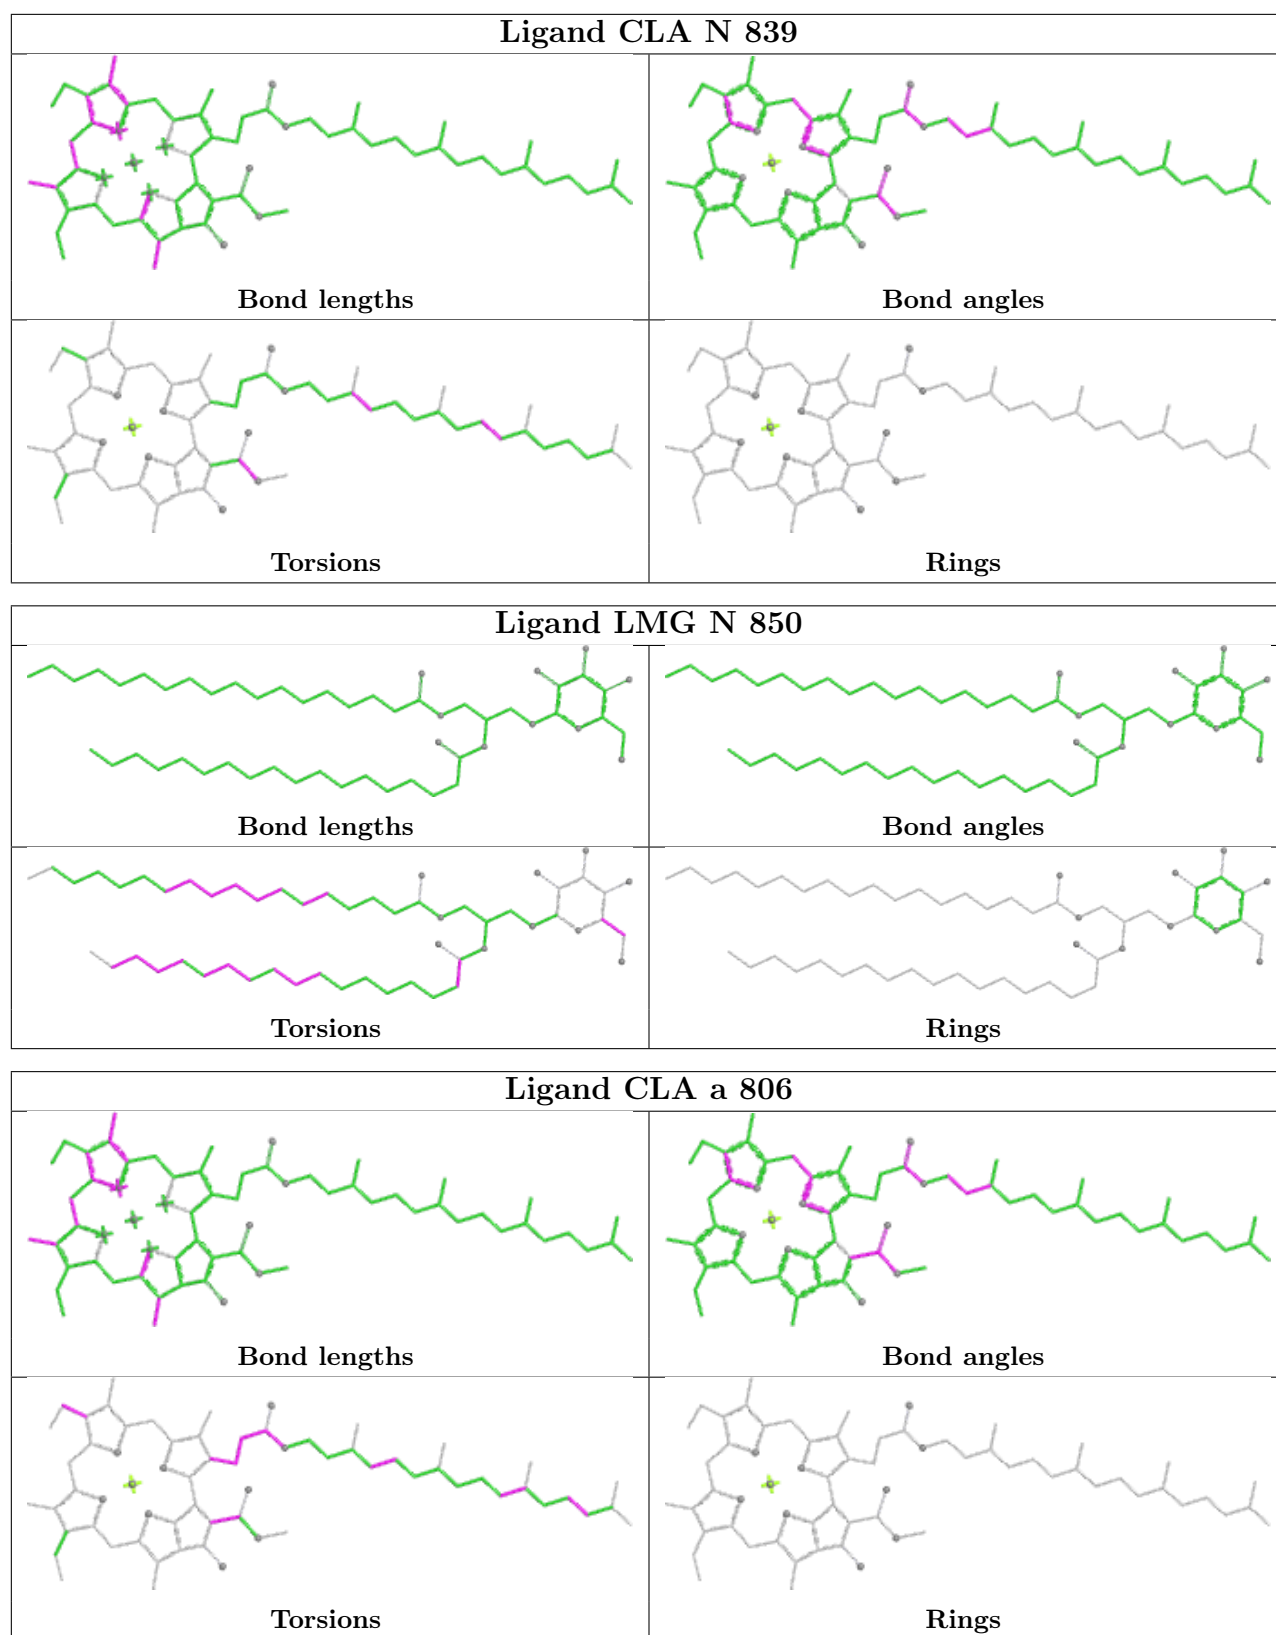 Ligand CLA N 839
Bond lengths
Bond angles
Torsions
Rings
Ligand LMG N 850
Bond lengths
Bond angles
Torsions
Rings
Ligand CLA a 806
Bond lengths
Bond angles
Torsions
Rings